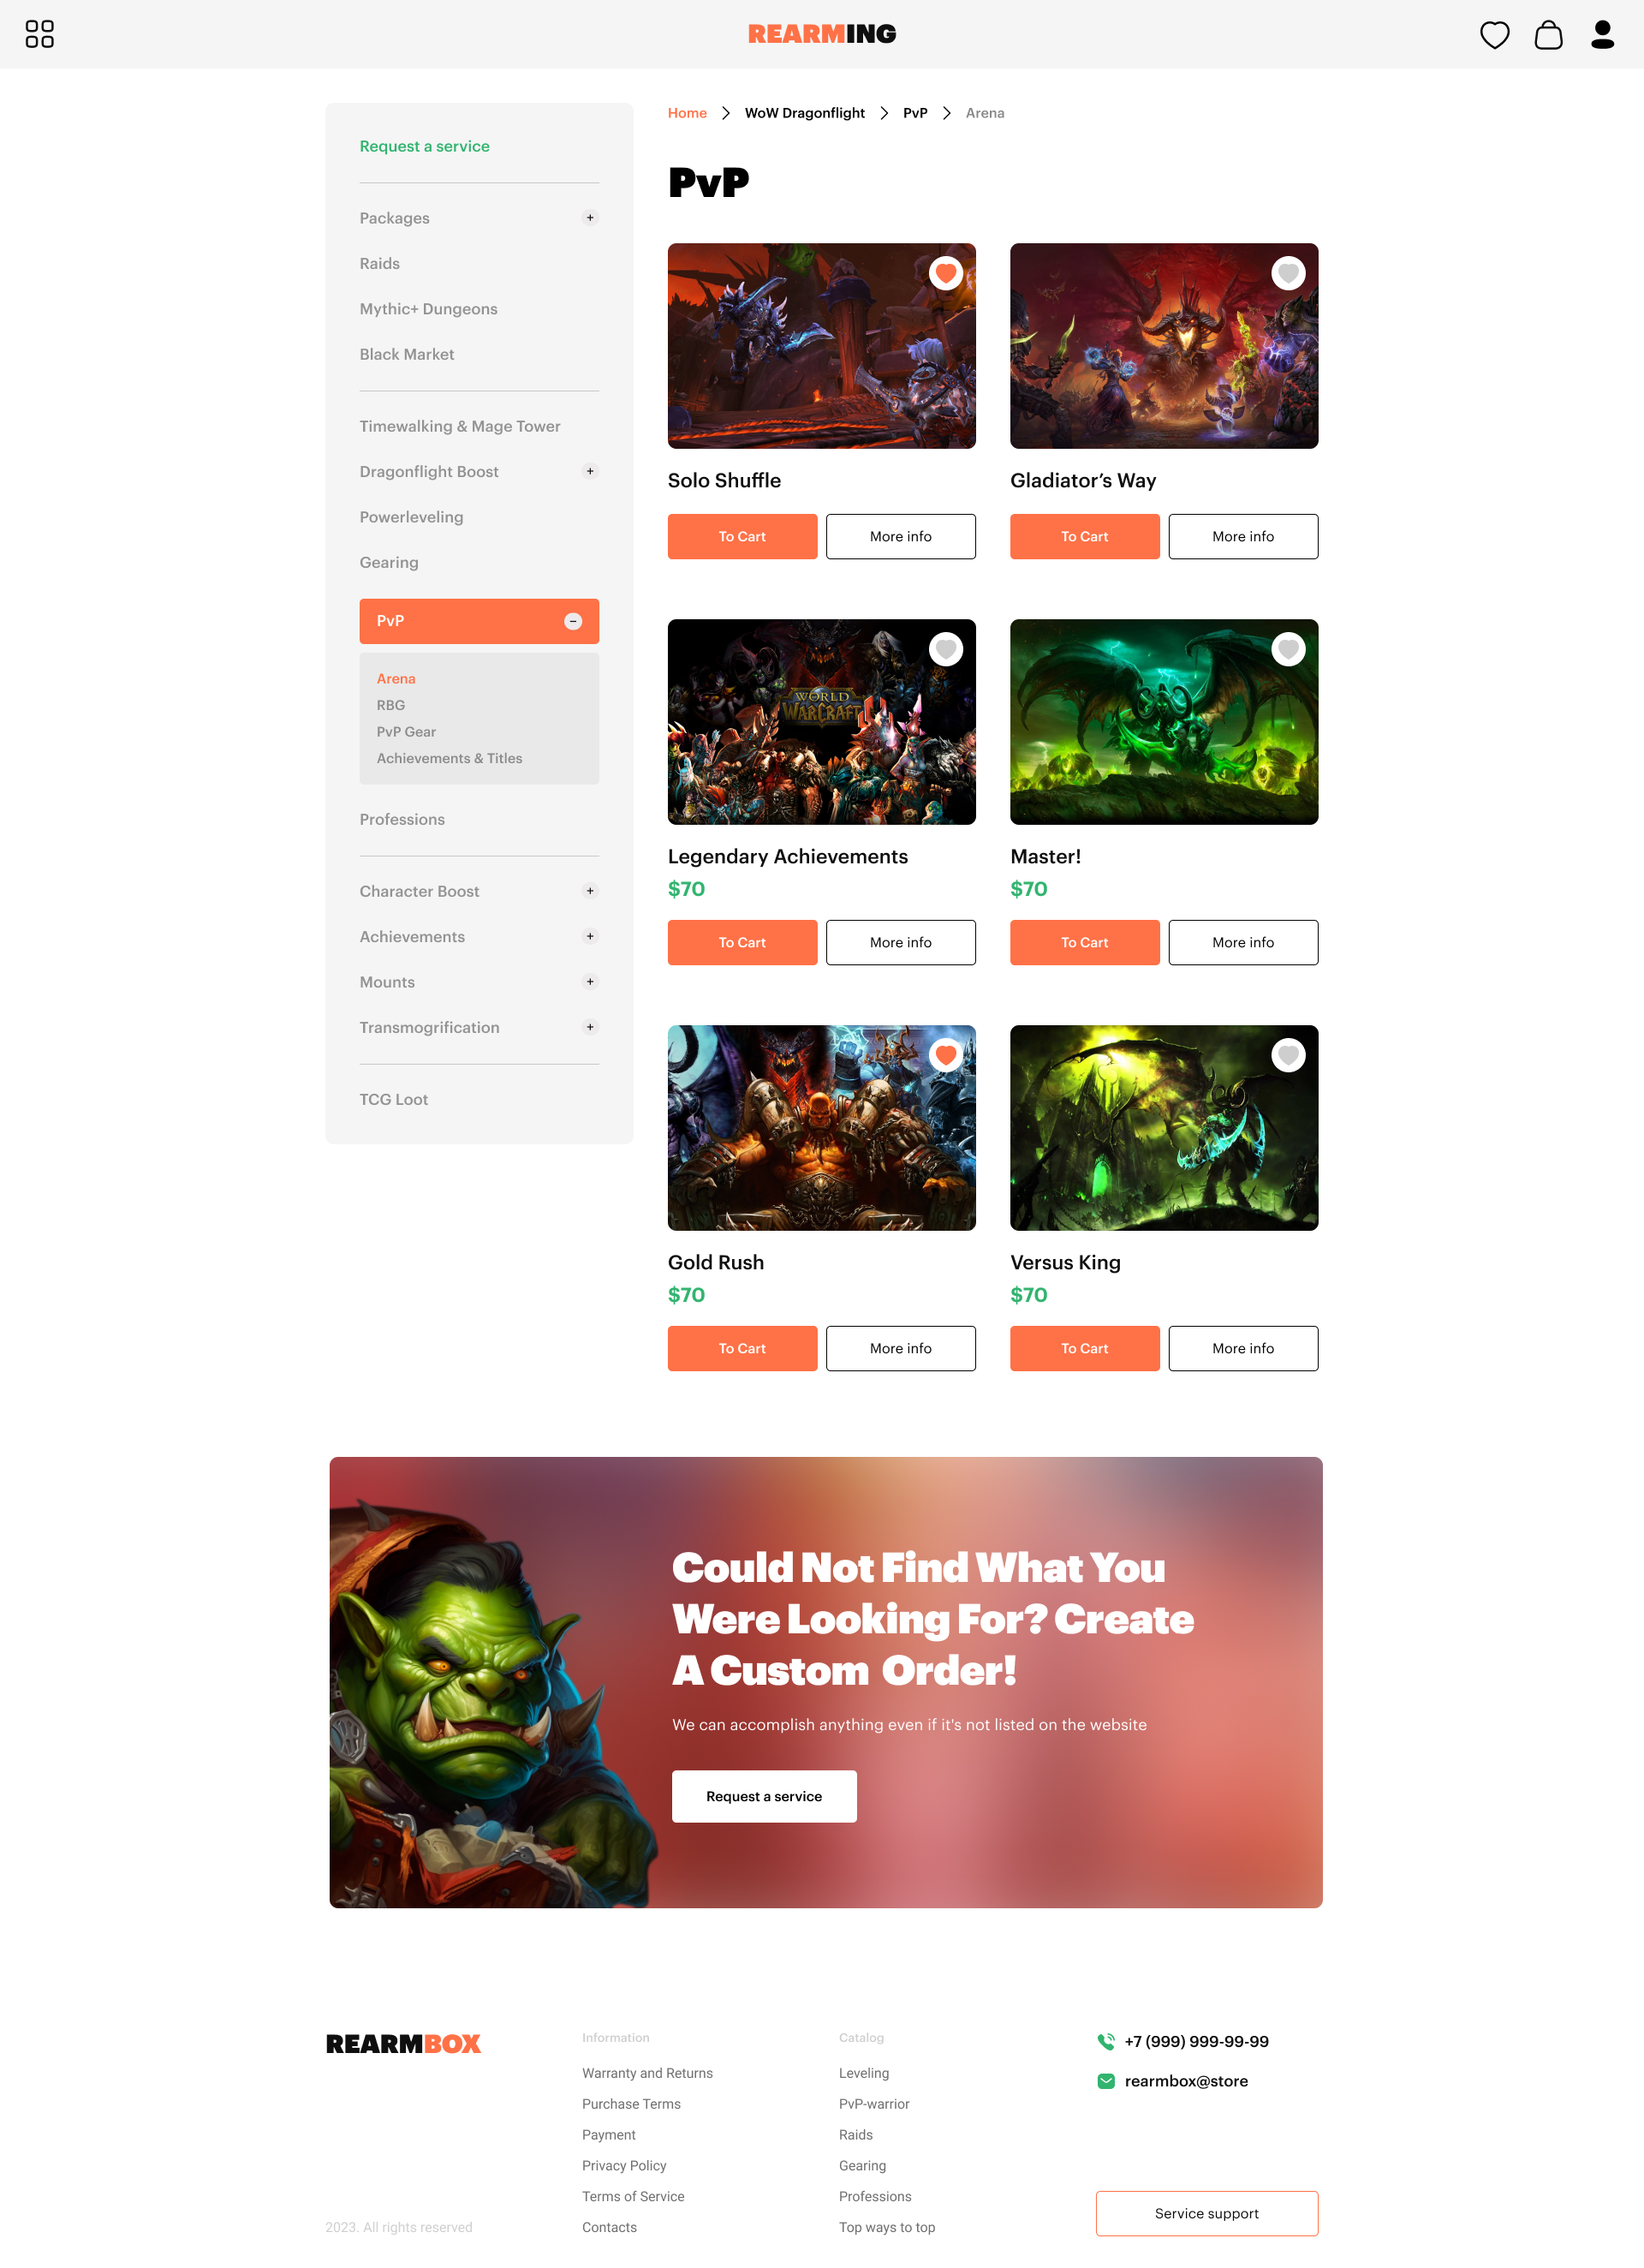 REARMING
Request a service
Packages
Raids
Mythic+ Dungeons
Black Market
Timewalking & Mage Tower
Dragonflight Boost
Powerleveling
Gearing
PvP
Arena
RBG
PvP Gear
Achievements & Titles
Professions
Character Boost
Achievements
Mounts
Transmogrification
TCG Loot
Home > WoW Dragonflight > PvP > Arena
PvP
Solo Shuffle
To Cart
More info
Gladiator’s Way
To Cart
More info
WORLD
WARCRAFT
Legendary Achievements
$70
To Cart
More info
Master!
$70
To Cart
More info
Gold Rush
$70
To Cart
More info
Versus King
$70
To Cart
More info
Could Not Find What You
Were Looking For? Create
A Custom Order!
We can accomplish anything even if it's not listed on the website
Request a service
REARMBOX
2023. All rights reserved
Information
Warranty and Returns
Purchase Terms
Payment
Privacy Policy
Terms of Service
Contacts
Catalog
Leveling
PvP-warrior
Raids
Gearing
Professions
Top ways to top
+7 (999) 999-99-99
rearmbox@store
Service support